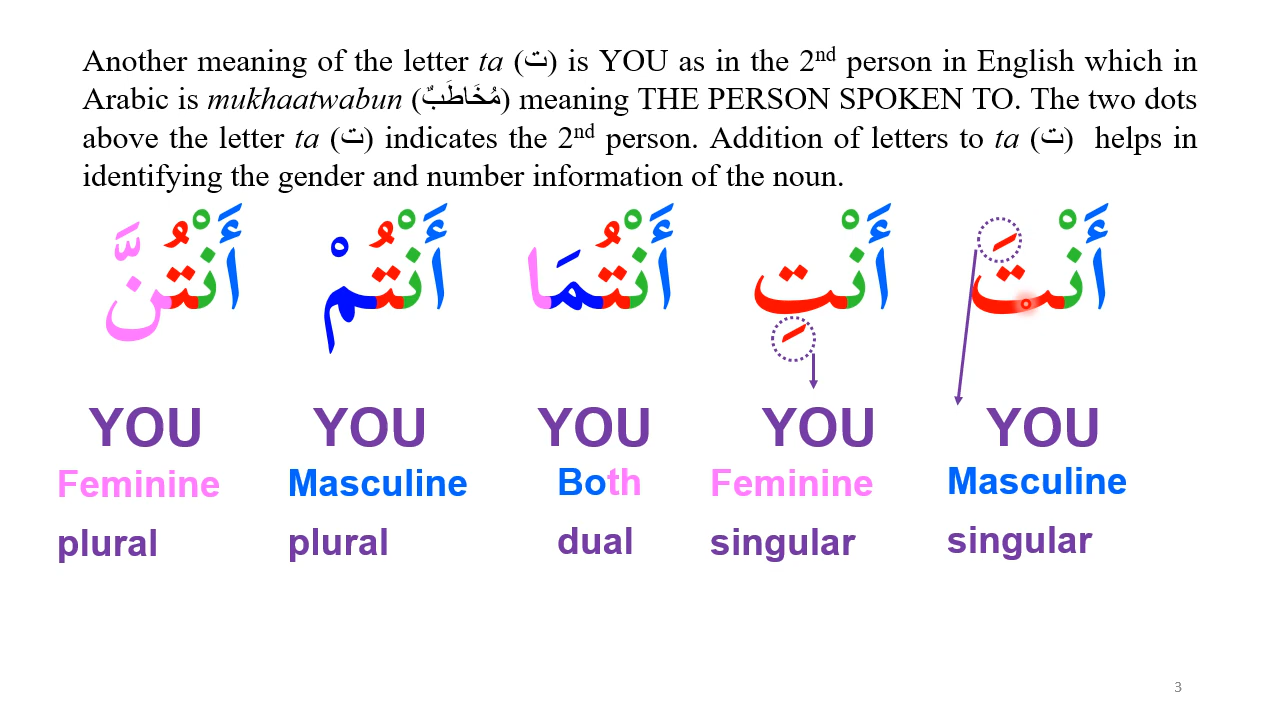 Another meaning of the letter ta (ت) is YOU as in the 2nd person in English which in
Arabic is mukhaatwabun (مُخَاطَبٌ) meaning THE PERSON SPOKEN TO. The two dots
above the letter ta (ت) indicates the 2nd person. Addition of letters to ta (ت) helps in
identifying the gender and number information of the noun.
أَنْتُنَّ أَنْتُمْ أَنْتُمَا أَنْتِ أَنْتَ
YOU YOU YOU YOU YOU
Feminine Masculine Both Feminine Masculine
plural plural dual singular singular
3